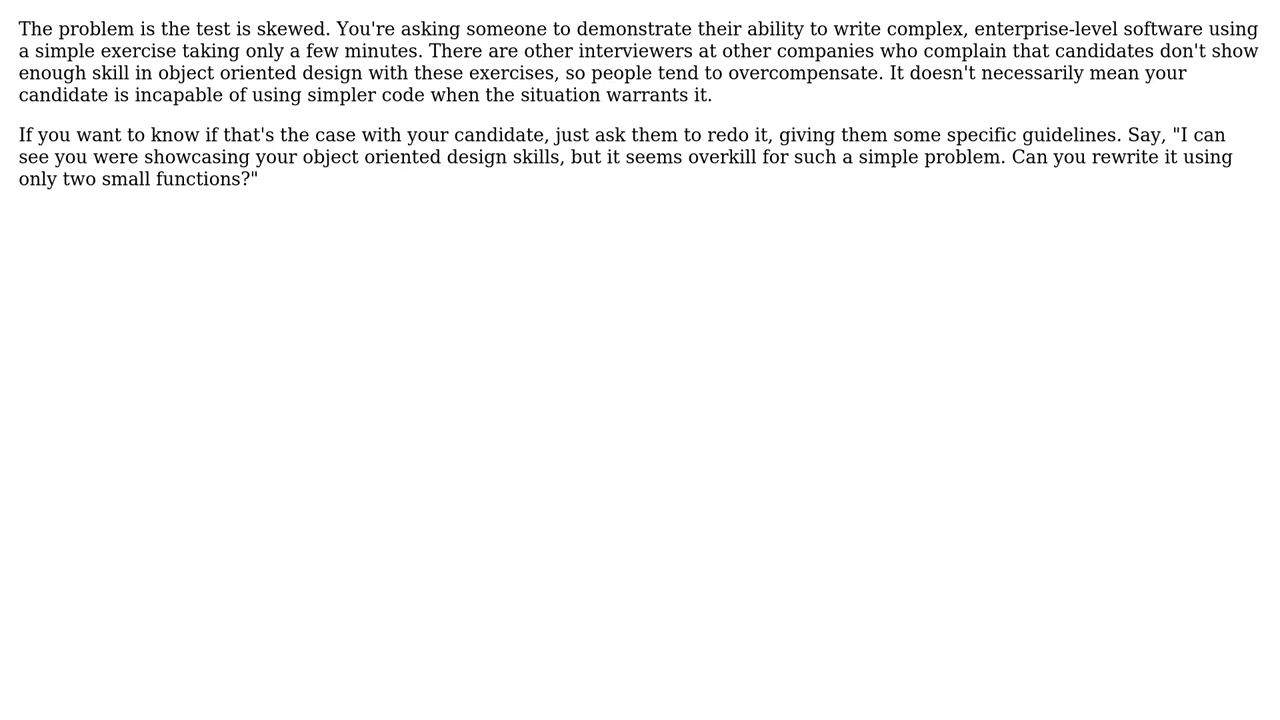 The problem is the test is skewed. You're asking someone to demonstrate their ability to write complex, enterprise-level software using
a simple exercise taking only a few minutes. There are other interviewers at other companies who complain that candidates don't show
enough skill in object oriented design with these exercises, so people tend to overcompensate. It doesn't necessarily mean your
candidate is incapable of using simpler code when the situation warrants it.
If you want to know if that's the case with your candidate, just ask them to redo it, giving them some specific guidelines. Say, "I can
see you were showcasing your object oriented design skills, but it seems overkill for such a simple problem. Can you rewrite it using
only two small functions?"